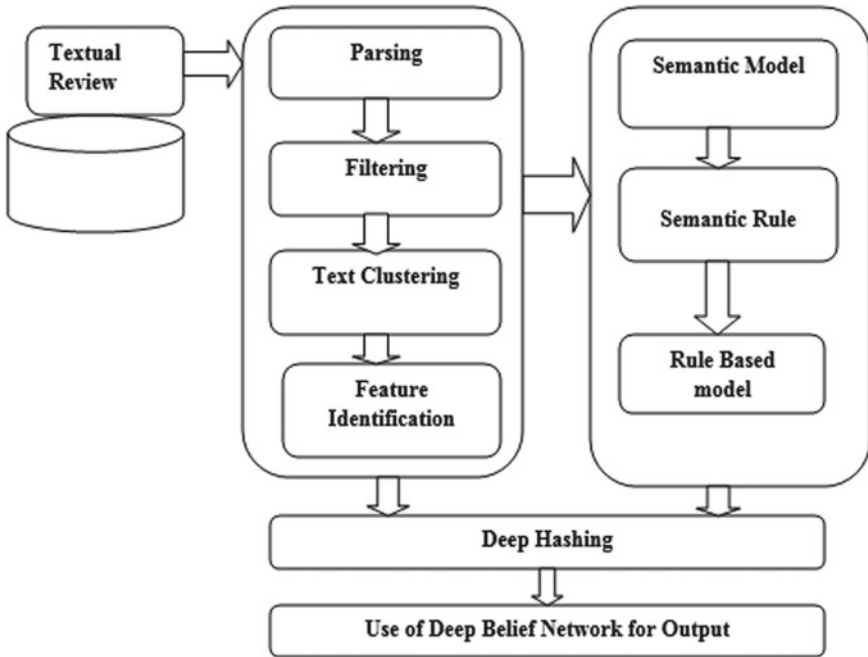 Textual
Review
Parsing
Filtering
Text Clustering
Feature
Identification
Semantic Model
Semantic Rule
Rule Based
model
Deep Hashing
Use of Deep Belief Network for Output